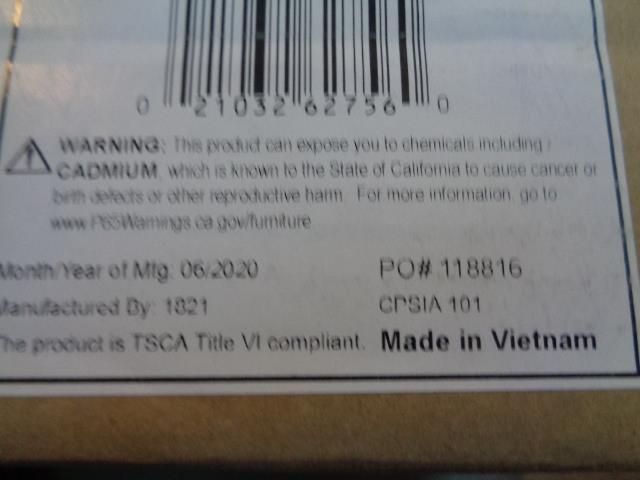 0 21032 62756 0
WARNING: This product can expose you to chemicals including
CADMIUM, which is known to the State of California to cause cancer or
birth defects or other reproductive harm. For more information, go to
www.P65Warnings.ca.gov/furniture
Month/Year of Mfg: 06/2020 PO# 118816
Manufactured By: 1821 CPSIA 101
The product is TSCA Title VI compliant. Made in Vietnam